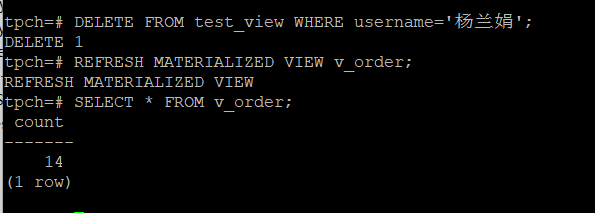 tpch=# DELETE FROM test_view WHERE username='杨兰娟';
DELETE 1
tpch=# REFRESH MATERIALIZED VIEW v_order;
REFRESH MATERIALIZED VIEW
tpch=# SELECT * FROM v_order;
count
-------
14
(1 row)